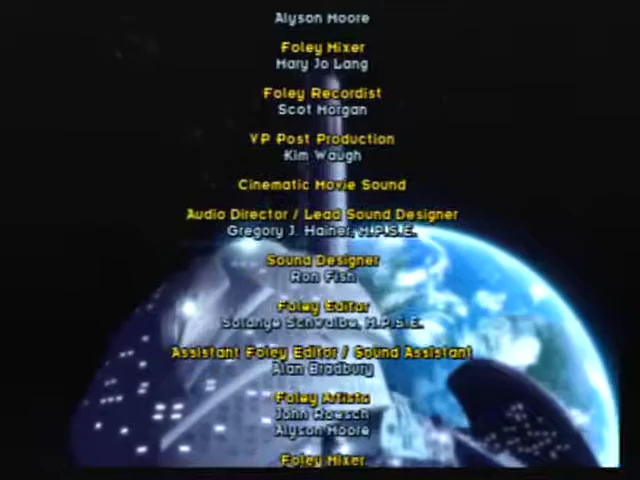 Alyson Moore
Foley Mixer
Mary Jo Lang
Foley Recordist
Scot Morgan
VP Post Production
Kim Waugh
Cinematic Movie Sound
Audio Director / Lead Sound Designer
Gregory J. Hainer, M.P.S.E.
Sound Designer
Ron Fish
Foley Editor
Solange Schwalbe, M.P.S.E.
Assistant Foley Editor / Sound Assistant
Alan Bradbury
Foley Artists
John Roesch
Alyson Moore
Foley Mixer